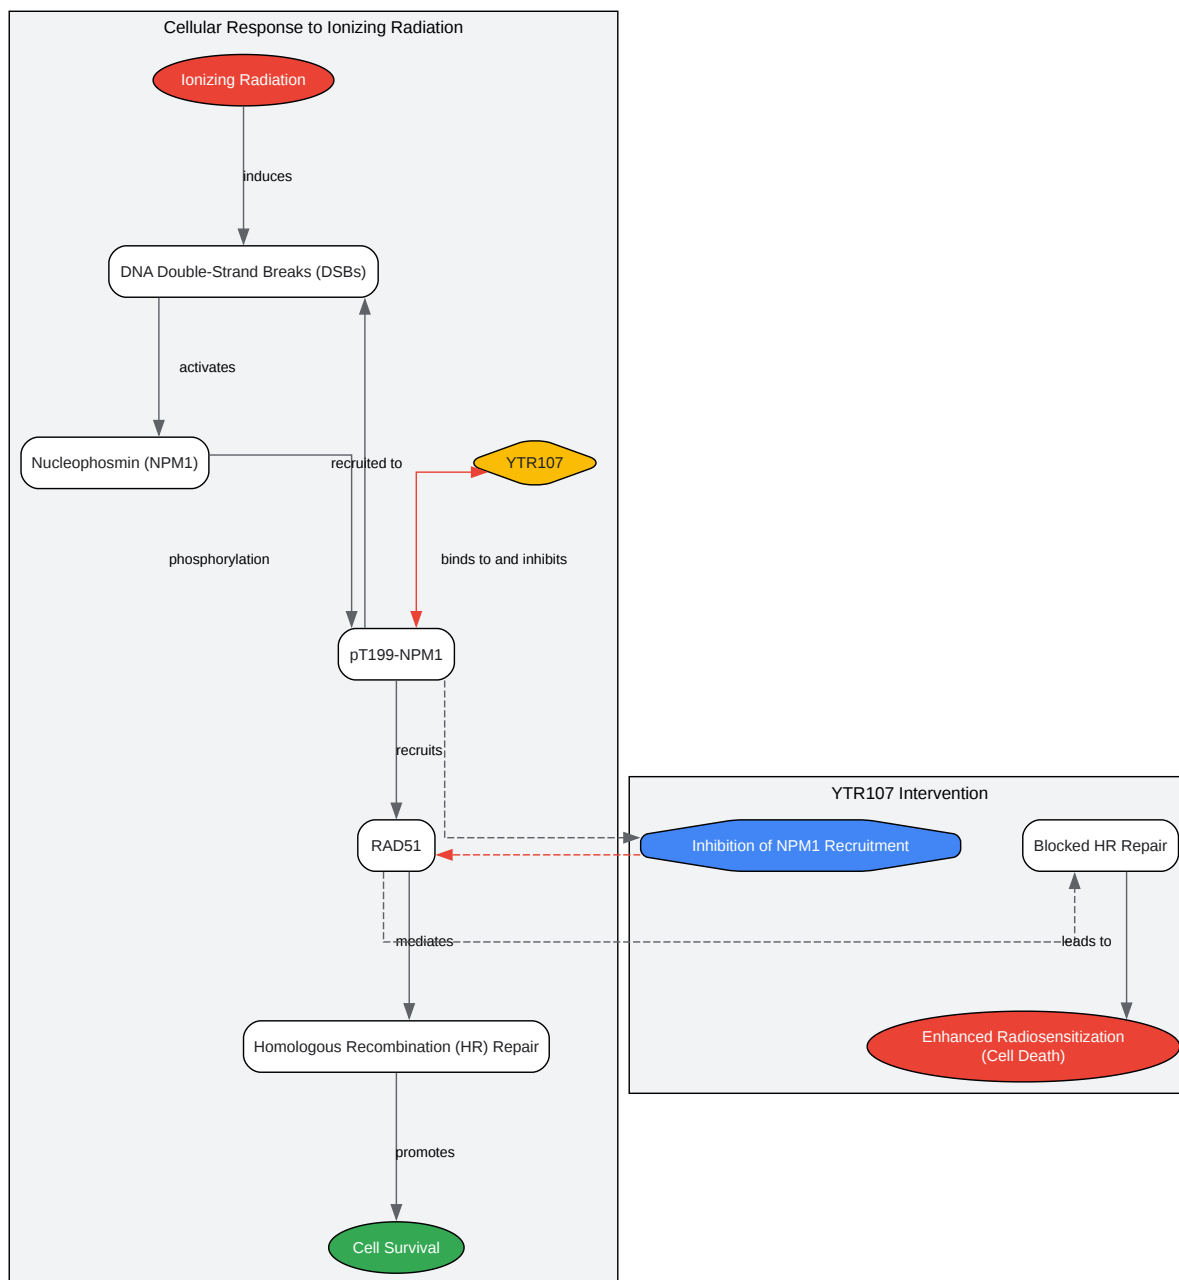 Cellular Response to Ionizing Radiation
Ionizing Radiation
induces
DNA Double-Strand Breaks (DSBs)
activates
Nucleophosmin (NPM1)
recruited to
YTR107
phosphorylation
binds to and inhibits
pT199-NPM1
recruits
RAD51
mediates
Homologous Recombination (HR) Repair
promotes
Cell Survival
YTR107 Intervention
Inhibition of NPM1 Recruitment
Blocked HR Repair
leads to
Enhanced Radiosensitization
(Cell Death)